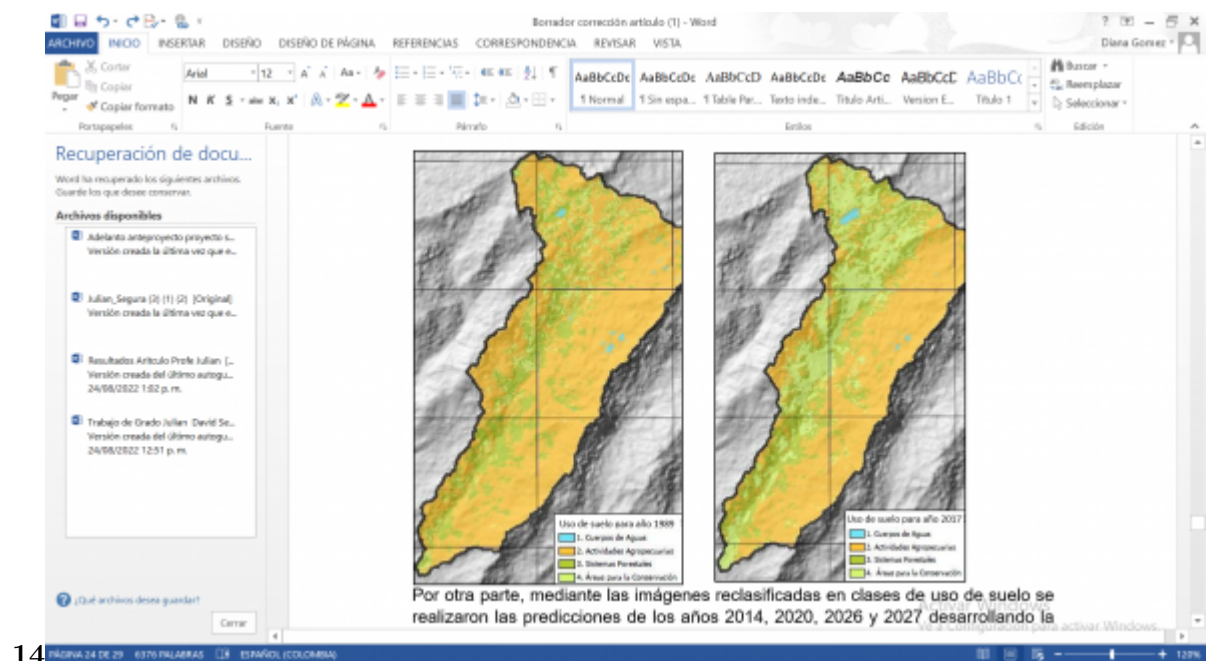 Borrador corrección artículo (1) - Word
ARCHIVO INICIO INSERTAR DISEÑO DISEÑO DE PÁGINA REFERENCIAS CORRESPONDENCIA REVISAR VISTA Diana Gomez
Pegar
Cortar
Copiar
Copiar formato
Portapapeles
Arial 12
Fuente
Párrafo
AaBbCcDc AaBbCcDc AaBbCcD AaBbCcDc AaBbCc AaBbCcC AaBbCc
¶ Normal ¶ Sin espa... ¶ Table Par... Texto inde... Título Arti... Version E... Título 1
Estilos
Buscar
Reemplazar
Seleccionar
Edición
Recuperación de docu...
Word ha recuperado los siguientes archivos.
Guarde los que desee conservar.
Archivos disponibles
Adelanto anteproyecto proyecto s...
Versión creada la última vez que e...
Julian_Segura (3) (1) (2) [Original]
Versión creada la última vez que e...
Resultados Articulo Profe Julian (...
Versión creada del último autogu...
24/08/2022 1:02 p. m.
Trabajo de Grado Julian David Se...
Versión creada del último autogu...
24/08/2022 12:51 p. m.
¿Qué archivos desea guardar?
Cerrar
Uso de suelo para año 1989
1. Cuerpos de Aguas
2. Actividades Agropecuarias
3. Sistemas Forestales
4. Áreas para la Conservación
Uso de suelo para año 2017
1. Cuerpos de Aguas
2. Actividades Agropecuarias
3. Sistemas Forestales
4. Áreas para la Conservación
Por otra parte, mediante las imágenes reclasificadas en clases de uso de suelo se
realizaron las predicciones de los años 2014, 2020, 2026 y 2027 desarrollando la
Activar Windows
Ve a Configuración para activar Windows.
14
PÁGINA 24 DE 29 6376 PALABRAS ESPAÑOL (COLOMBIA) 120%